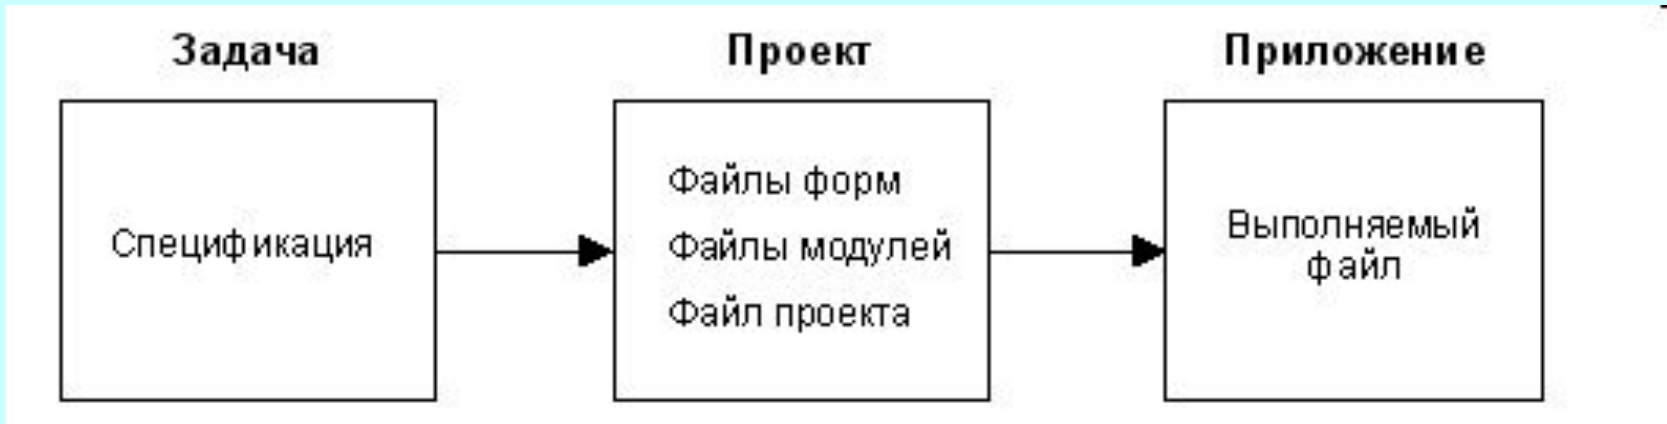 Задача
Спецификация
Проект
Файлы форм
Файлы модулей
Файл проекта
Приложение
Выполняемый
файл